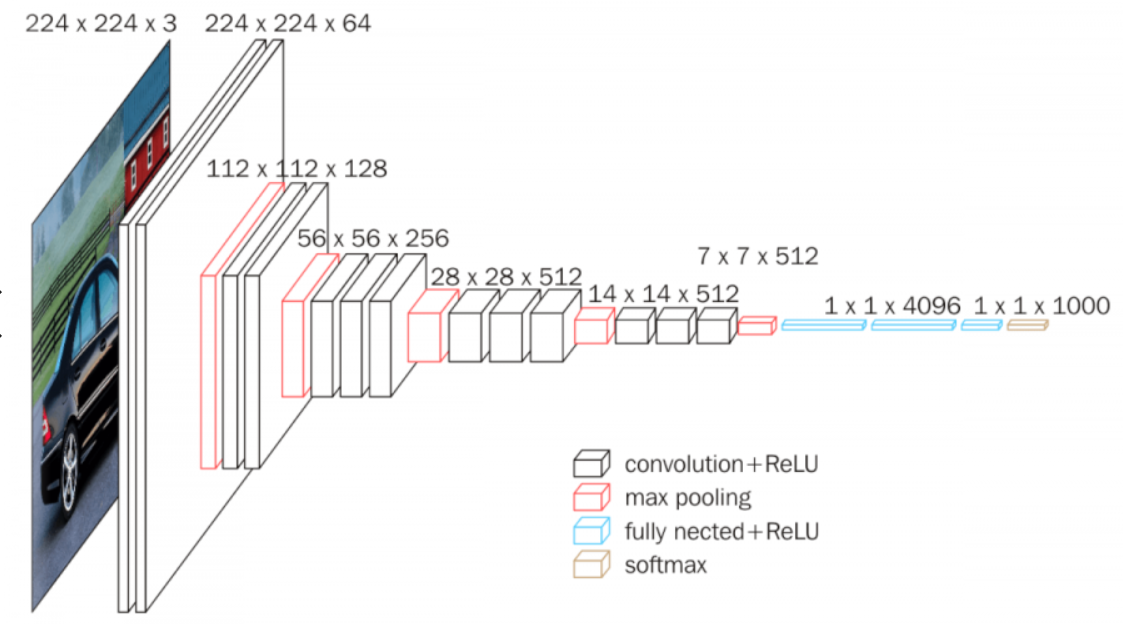 224 x 224 x 3
224 x 224 x 64
112 x 112 x 128
56 x 56 x 256
28 x 28 x 512
14 x 14 x 512
7 x 7 x 512
1 x 1 x 4096
1 x 1 x 1000
convolution+ReLU
max pooling
fully nected+ReLU
softmax